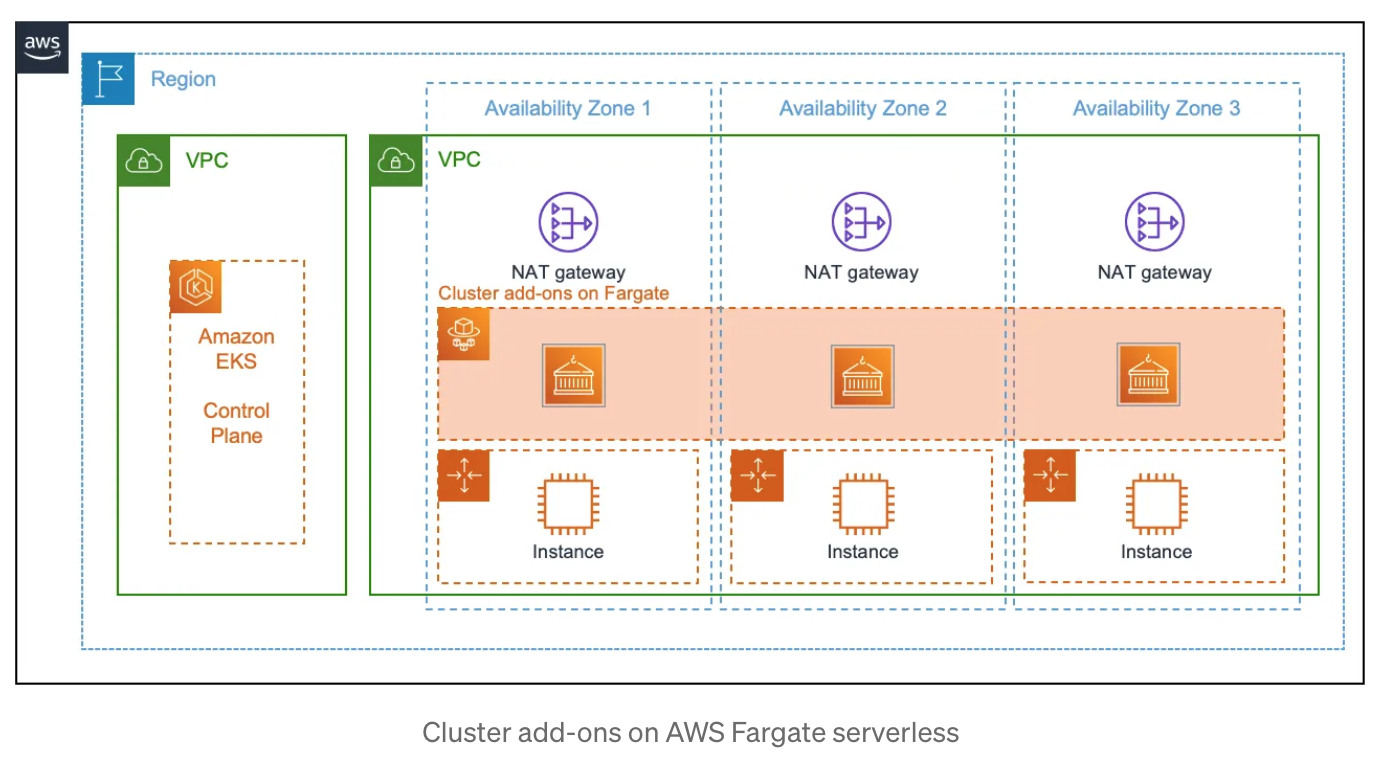 aws
Region
Availability Zone 1
Availability Zone 2
Availability Zone 3
VPC
VPC
NAT gateway
NAT gateway
NAT gateway
Cluster add-ons on Fargate
K
Amazon
EKS
Control
Plane
Instance
Instance
Instance
Cluster add-ons on AWS Fargate serverless